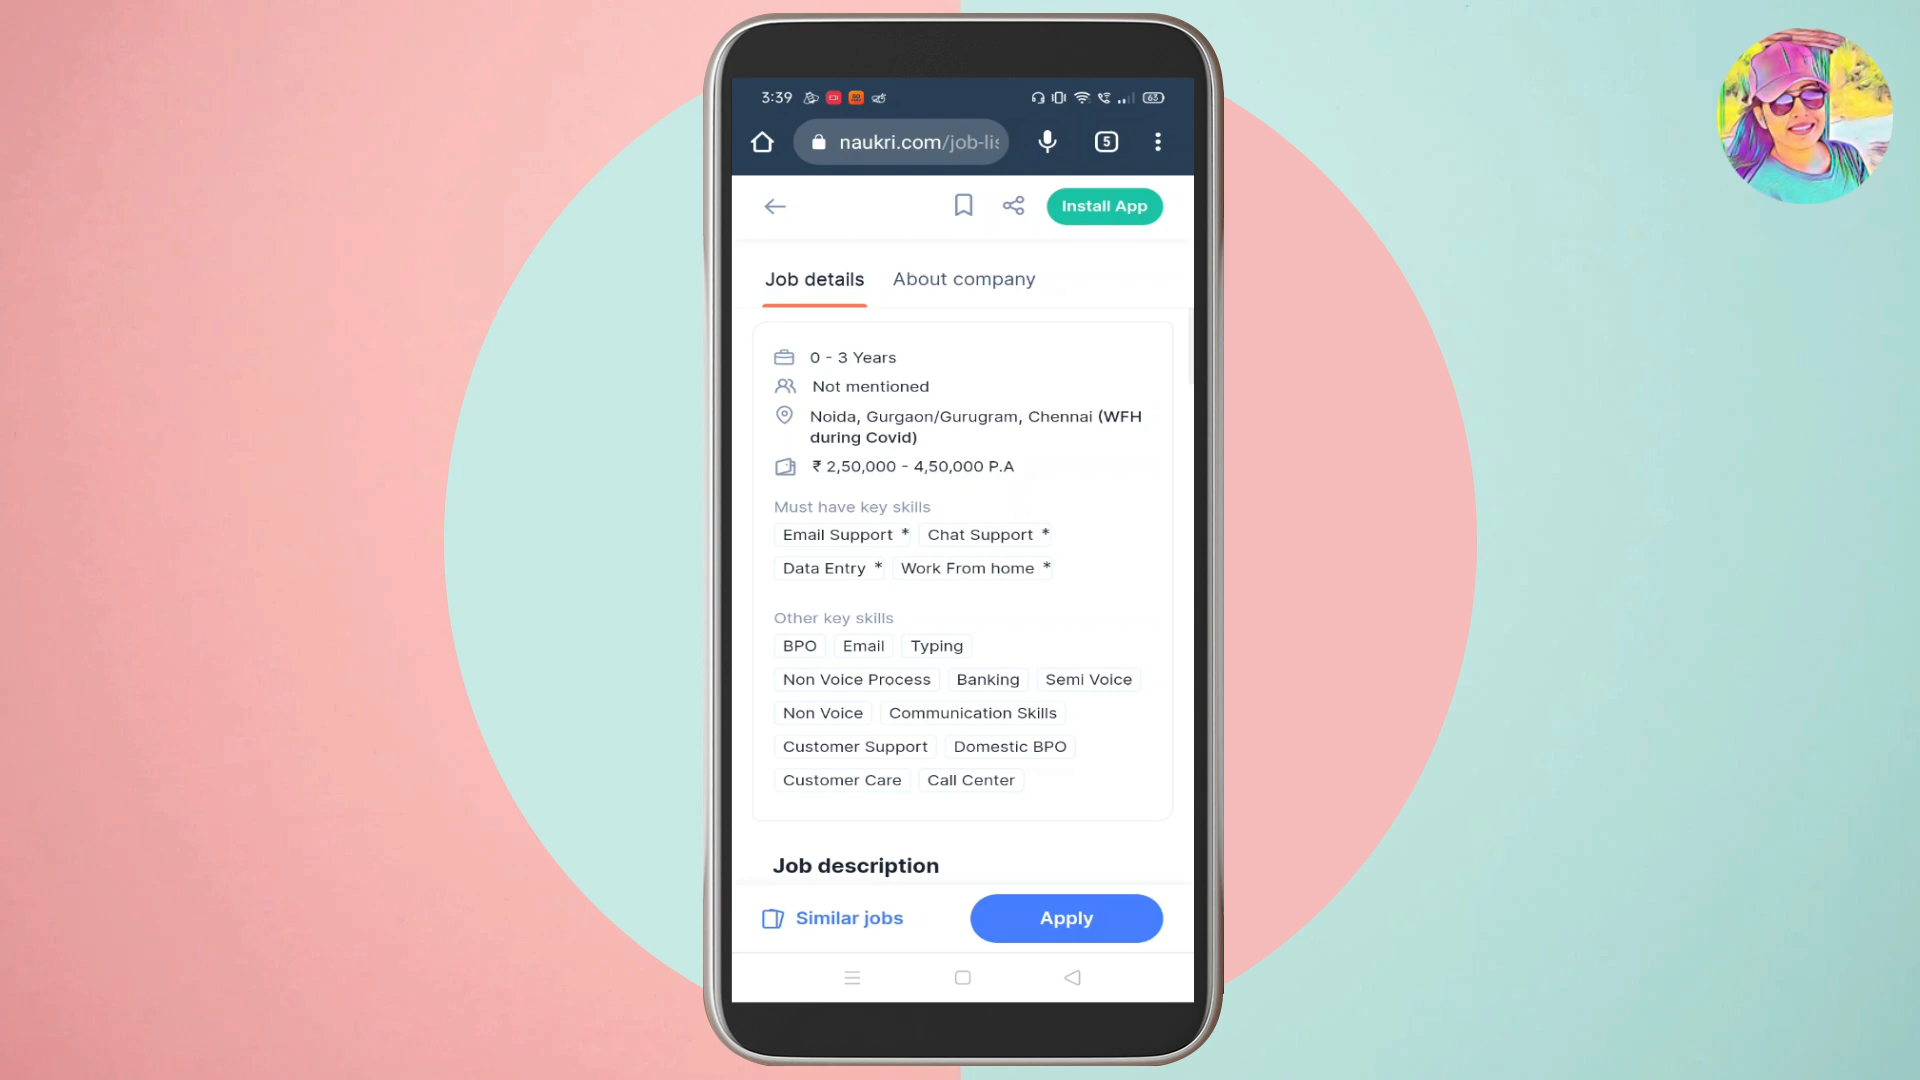 3:39 63
naukri.com/job-lis 5
Install App
Job details About company
0 - 3 Years
Not mentioned
Noida, Gurgaon/Gurugram, Chennai (WFH
during Covid)
₹ 2,50,000 - 4,50,000 P.A
Must have key skills
Email Support * Chat Support *
Data Entry * Work From home *
Other key skills
BPO Email Typing
Non Voice Process Banking Semi Voice
Non Voice Communication Skills
Customer Support Domestic BPO
Customer Care Call Center
Job description
Similar jobs Apply